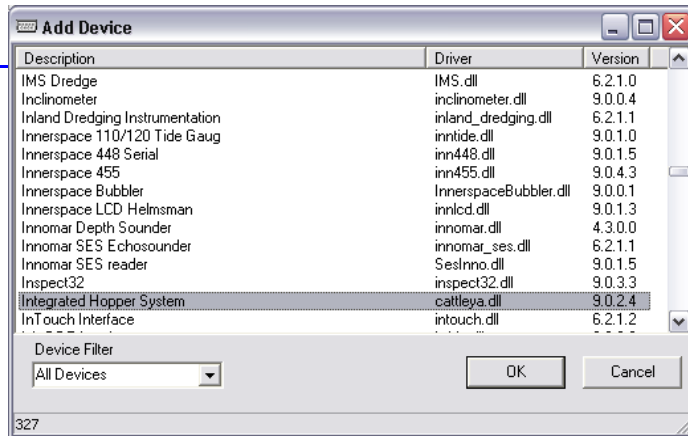 Add Device
Description Driver Version
IMS Dredge IMS.dll 6.2.1.0
Inclinometer inclinometer.dll 9.0.0.4
Inland Dredging Instrumentation inland_dredging.dll 6.2.1.1
Innerspace 110/120 Tide Gaug inntide.dll 9.0.1.0
Innerspace 448 Serial inn448.dll 9.0.1.5
Innerspace 455 inn455.dll 9.0.4.3
Innerspace Bubbler InnerspaceBubbler.dll 9.0.0.1
Innerspace LCD Helmsman innlcd.dll 9.0.1.3
Innomar Depth Sounder innomar.dll 4.3.0.0
Innomar SES Echosounder innomar_ses.dll 6.2.1.1
Innomar SES reader SesInno.dll 9.0.1.5
Inspect32 inspect32.dll 9.0.3.3
Integrated Hopper System cattleya.dll 9.0.2.4
InTouch Interface intouch.dll 6.2.1.2
Device Filter
All Devices OK Cancel
327